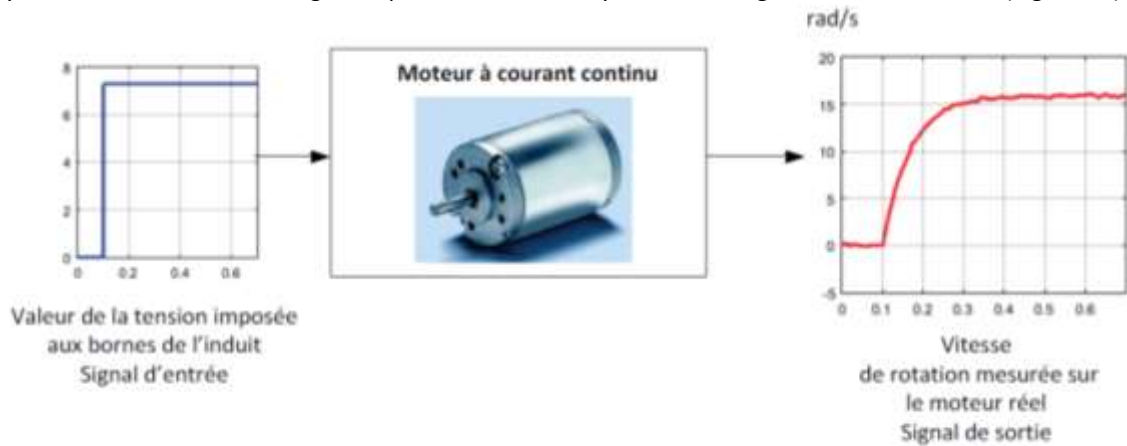 rad/s
Moteur à courant continu
8
6
4
2
0
0 0.2 0.4 0.6
20
15
10
5
0
-5
0 0.1 0.2 0.3 0.4 0.5 0.6
Valeur de la tension imposée
aux bornes de l'induit
Signal d'entrée
Vitesse
de rotation mesurée sur
le moteur réel
Signal de sortie